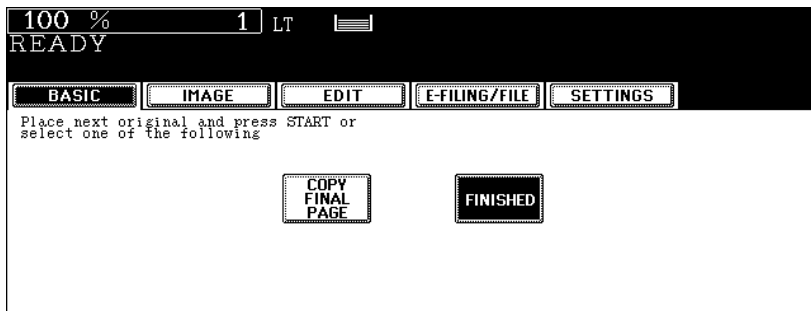 100 % 1 LT
READY
BASIC IMAGE EDIT E-FILING/FILE SETTINGS
Place next original and press START or
select one of the following
COPY
FINAL
PAGE
FINISHED